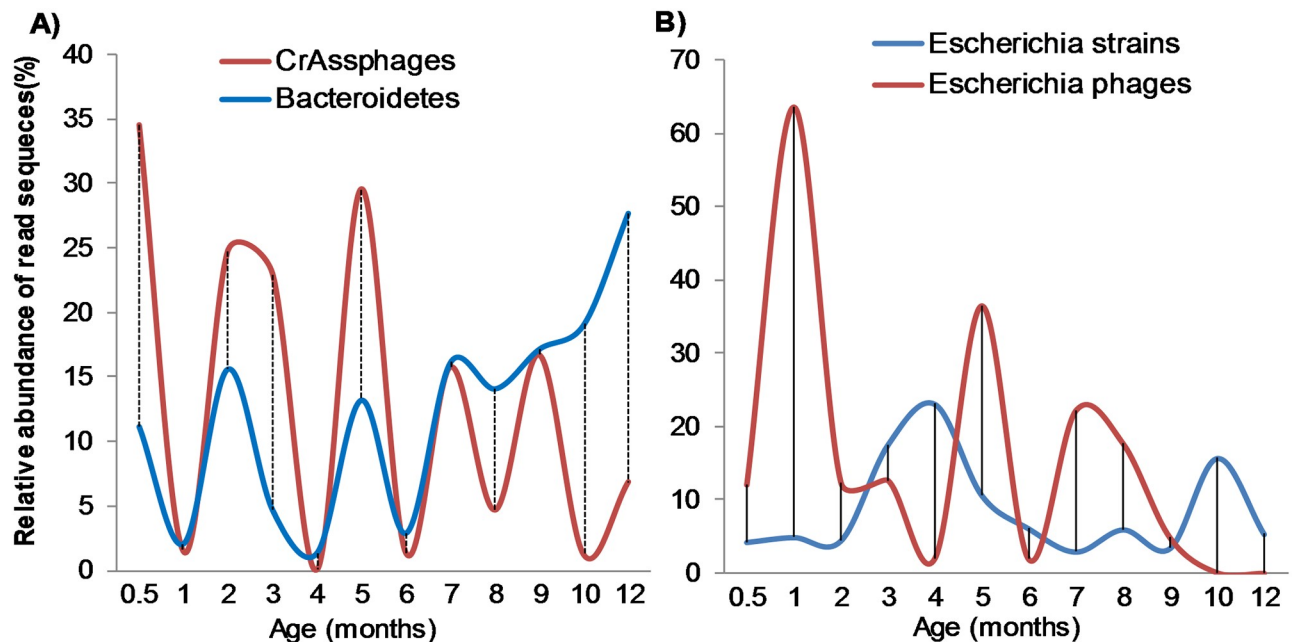 A)
CrAssphages
Bacteroidetes
Relative abundance of read sequeces(%)
40
35
30
25
20
15
10
5
0
0.5 1 2 3 4 5 6 7 8 9 10 12
Age (months)
B)
Escherichia strains
Escherichia phages
70
60
50
40
30
20
10
0
0.5 1 2 3 4 5 6 7 8 9 10 12
Age (months)